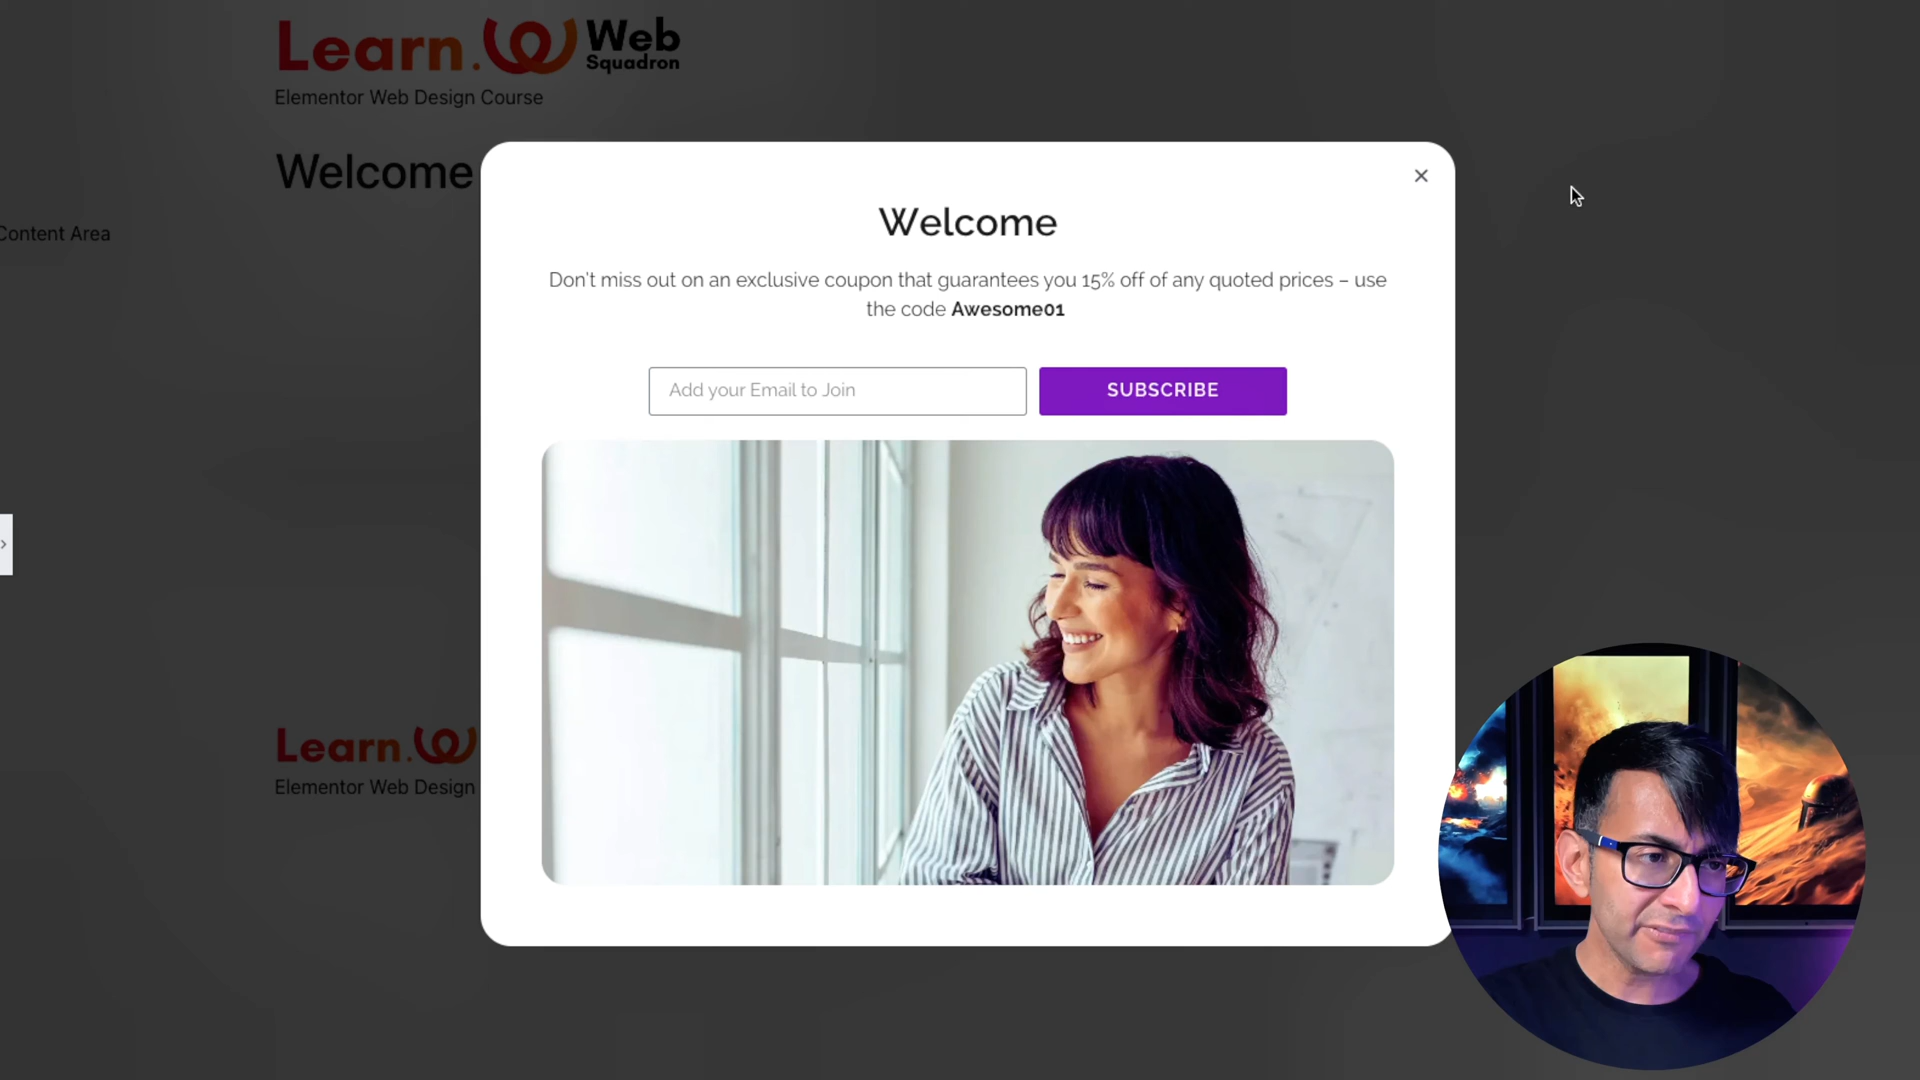 Learn. Web Squadron
Elementor Web Design Course
Welcome
Content Area
Welcome
Don't miss out on an exclusive coupon that guarantees you 15% off of any quoted prices – use
the code Awesome01
Add your Email to Join
SUBSCRIBE
Learn.
Elementor Web Design